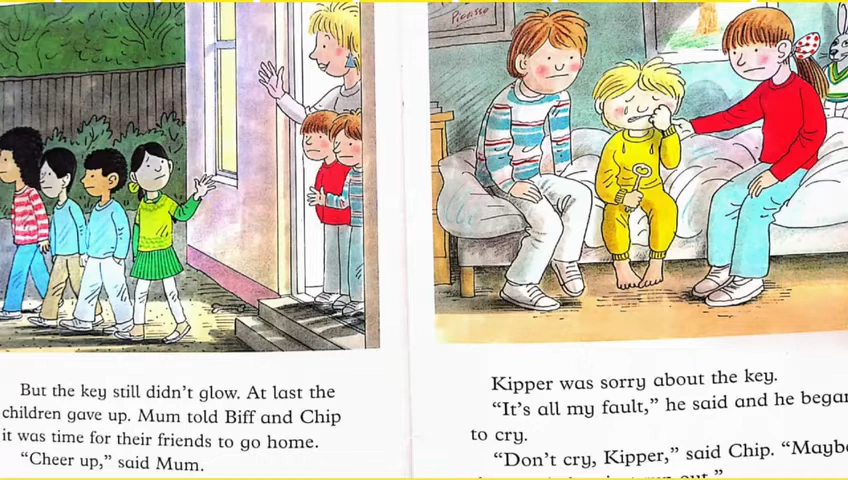 But the key still didn't glow. At last the
children gave up. Mum told Biff and Chip
it was time for their friends to go home.
"Cheer up," said Mum.
Picasso
Kipper was sorry about the key.
"It's all my fault," he said and he began
to cry.
"Don't cry, Kipper," said Chip. "Maybe
out."